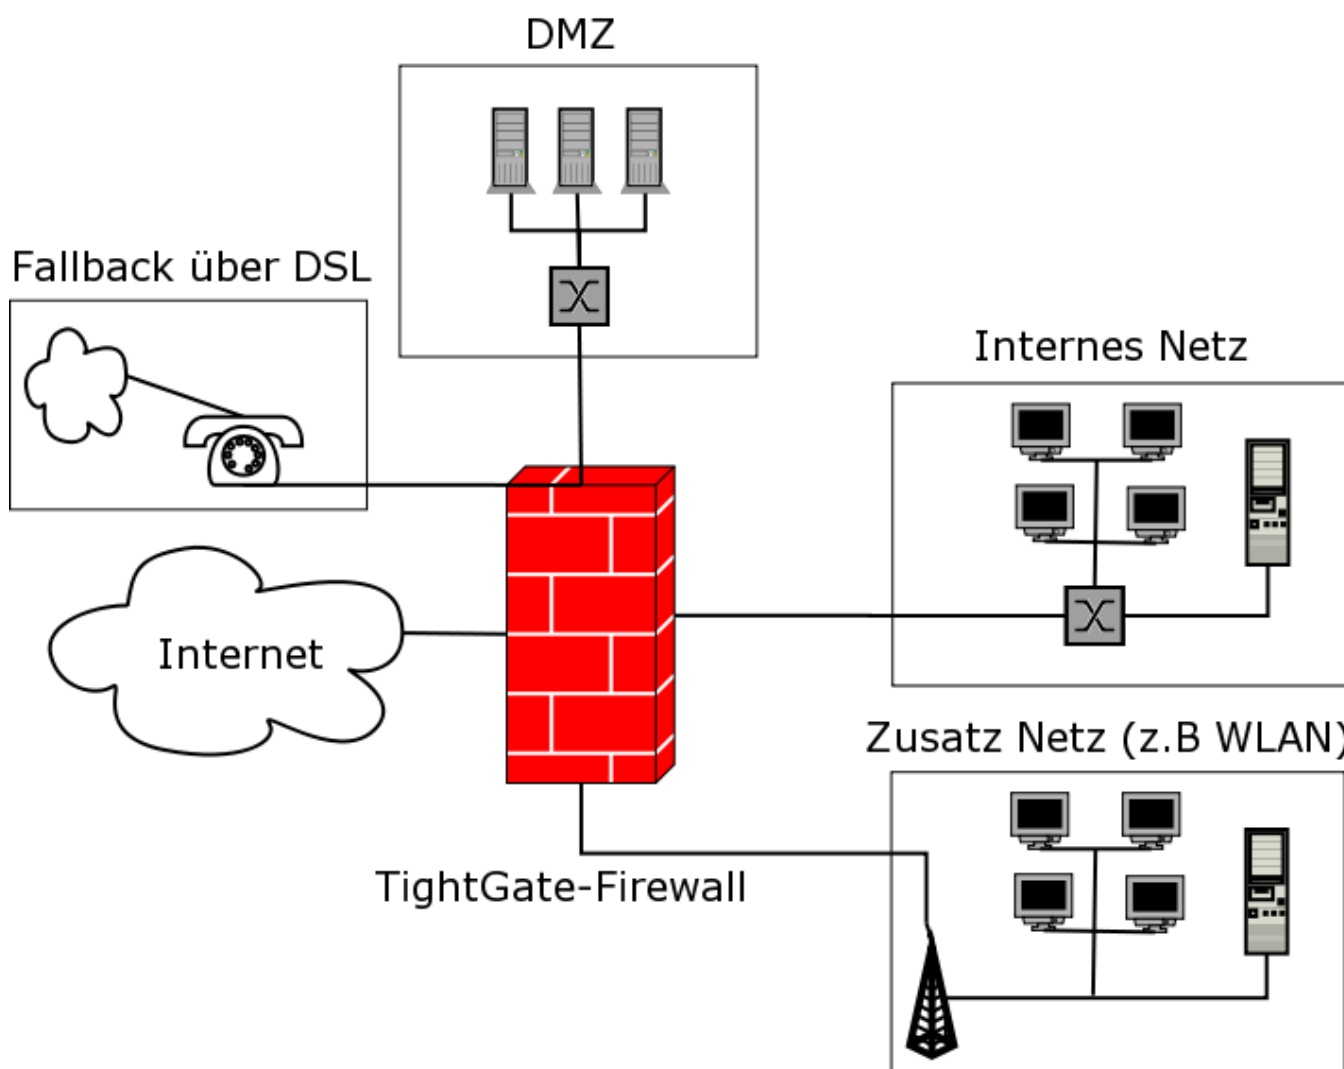 DMZ
Fallback über DSL
Internes Netz
Internet
Zusatz Netz (z.B WLAN)
TightGate-Firewall